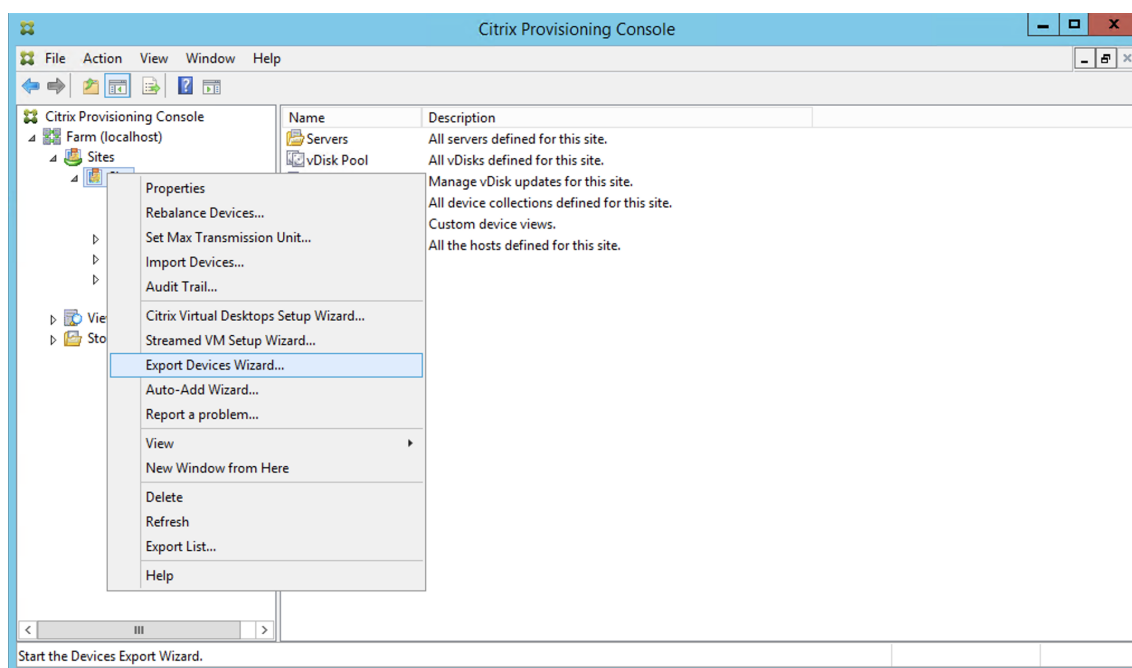 Citrix Provisioning Console
File Action View Window Help
Citrix Provisioning Console
Farm (localhost)
Sites
Vie
Sto
Name Description
Servers All servers defined for this site.
vDisk Pool All vDisks defined for this site.
Manage vDisk updates for this site.
All device collections defined for this site.
Custom device views.
All the hosts defined for this site.
Properties
Rebalance Devices...
Set Max Transmission Unit...
Import Devices...
Audit Trail...
Citrix Virtual Desktops Setup Wizard...
Streamed VM Setup Wizard...
Export Devices Wizard...
Auto-Add Wizard...
Report a problem...
View
New Window from Here
Delete
Refresh
Export List...
Help
Start the Devices Export Wizard.